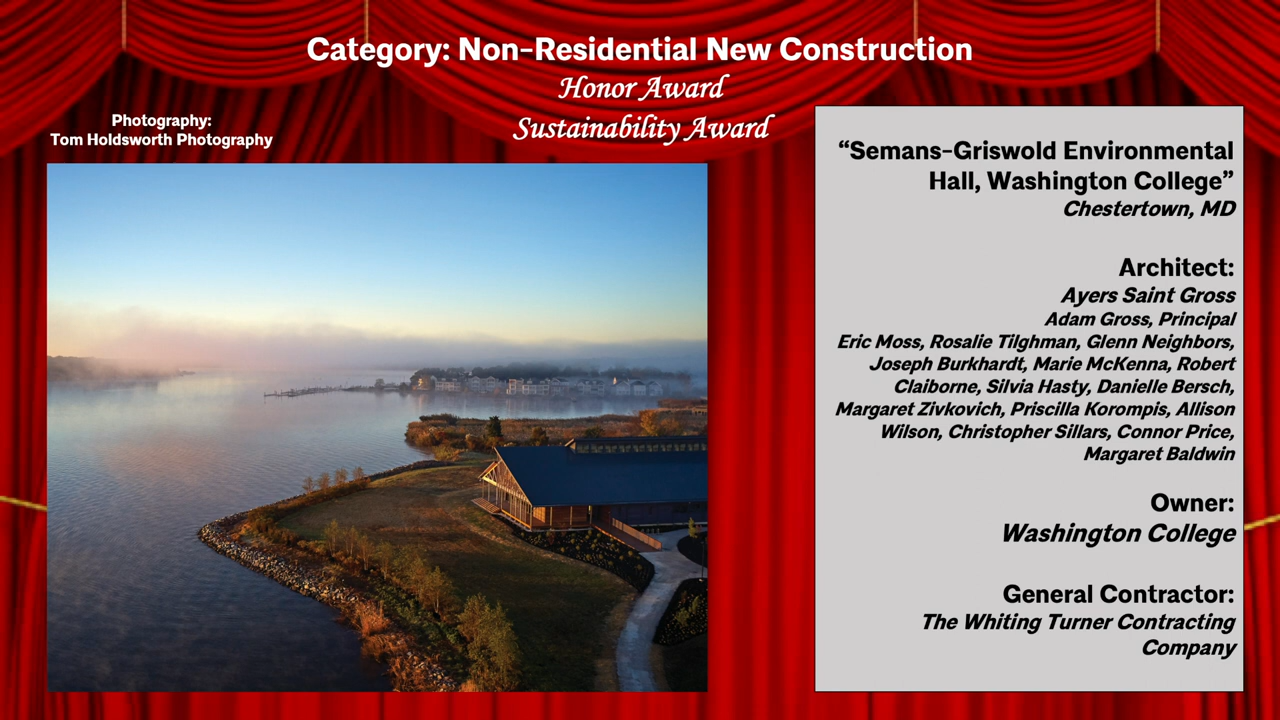 Category: Non-Residential New Construction
Honor Award
Sustainability Award
Photography:
Tom Holdsworth Photography
“Semans-Griswold Environmental
Hall, Washington College”
Chestertown, MD
Architect:
Ayers Saint Gross
Adam Gross, Principal
Eric Moss, Rosalie Tilghman, Glenn Neighbors,
Joseph Burkhardt, Marie McKenna, Robert
Claiborne, Silvia Hasty, Danielle Bersch,
Margaret Zivkovich, Priscilla Korompis, Allison
Wilson, Christopher Sillars, Connor Price,
Margaret Baldwin
Owner:
Washington College
General Contractor:
The Whiting Turner Contracting
Company